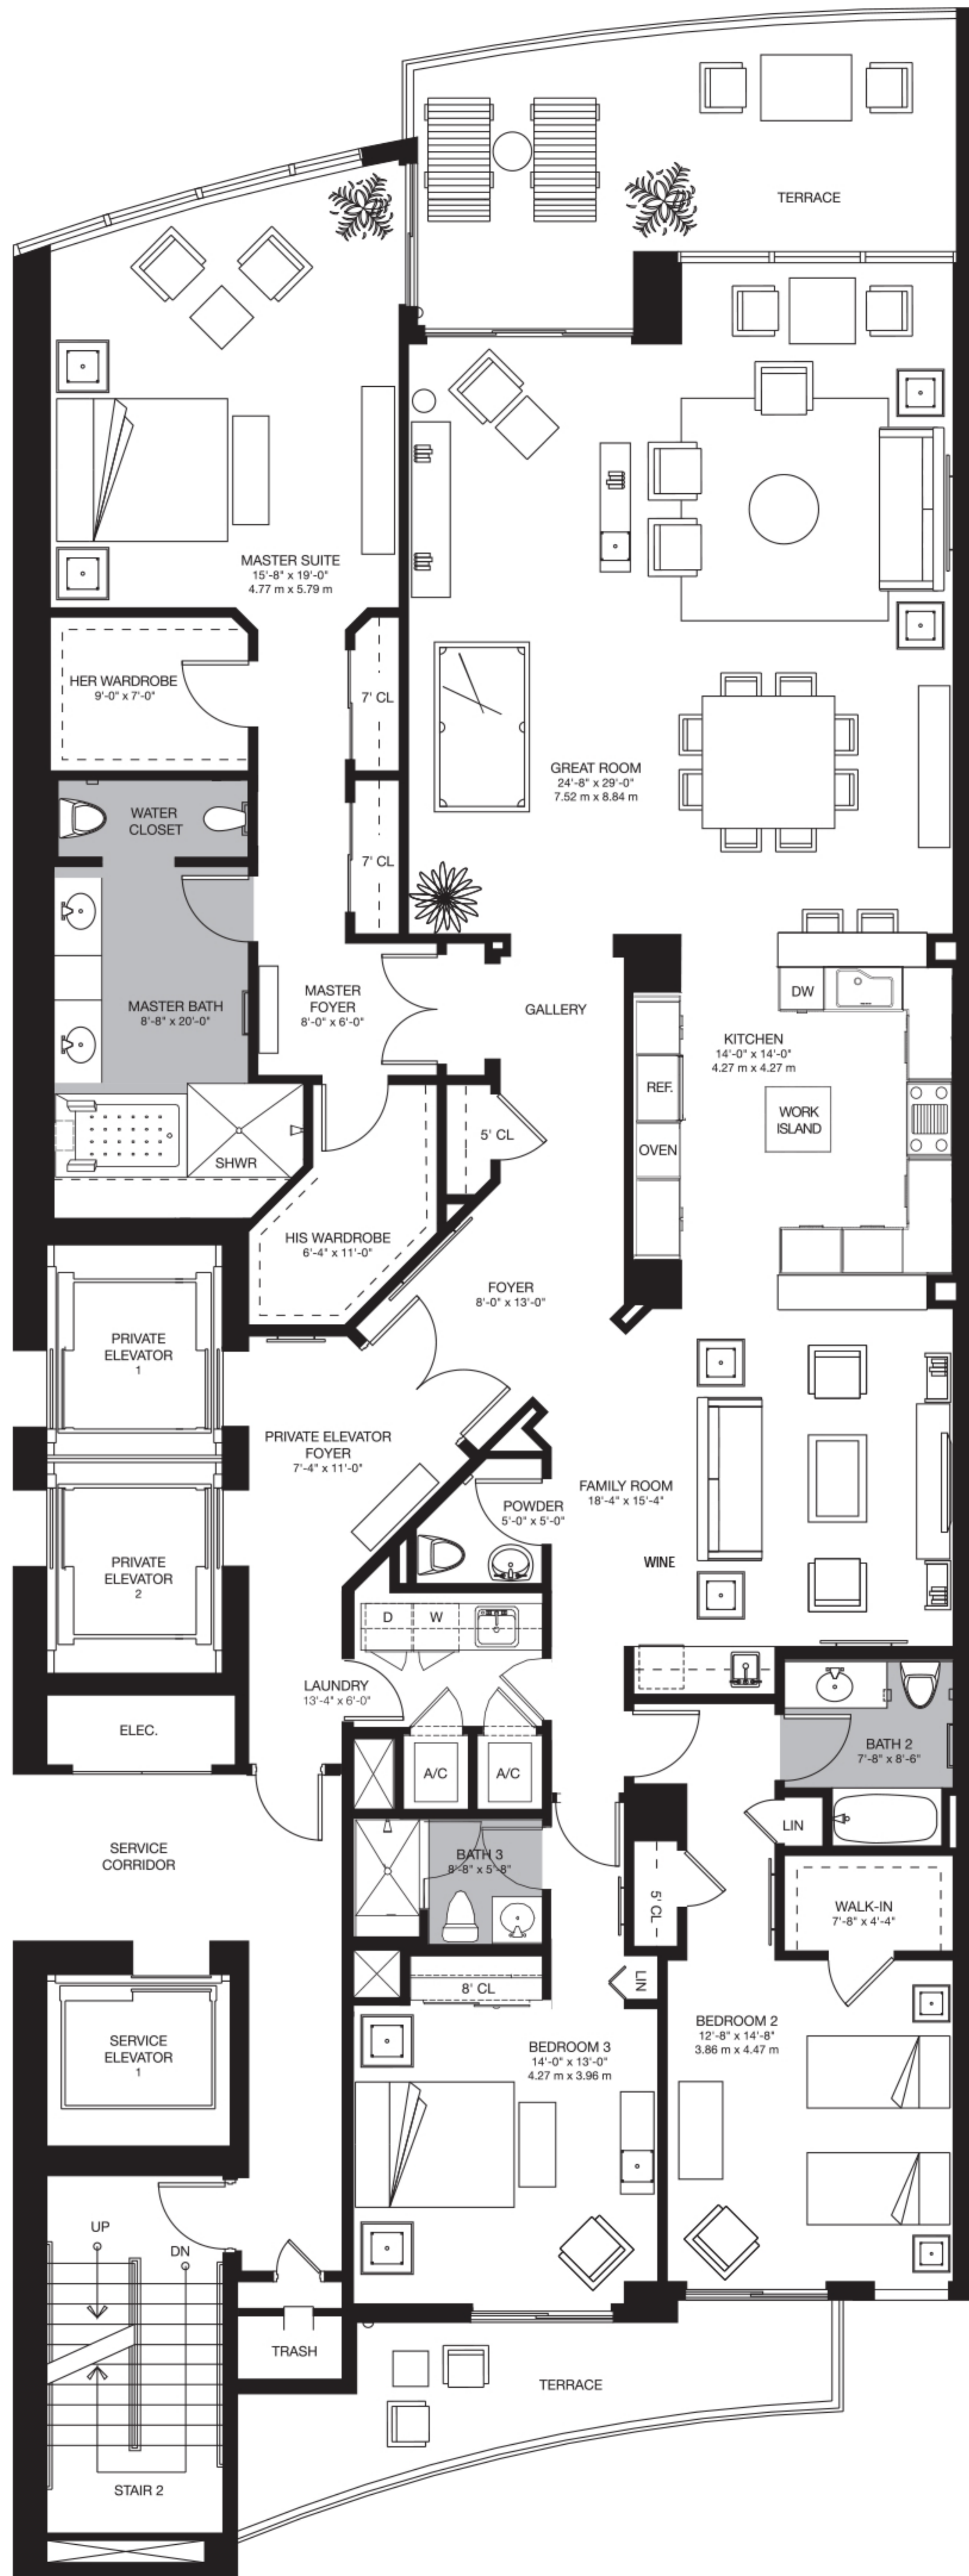 TERRACE
MASTER SUITE
15'-8" x 19'-0"
4.77 m x 5.79 m
HER WARDROBE
9'-0" x 7'-0"
7' CL
GREAT ROOM
24'-8" x 29'-0"
7.52 m x 8.84 m
WATER
CLOSET
7' CL
MASTER BATH
8'-8" x 20'-0"
MASTER
FOYER
8'-0" x 6'-0"
GALLERY
DW
KITCHEN
14'-0" x 14'-0"
4.27 m x 4.27 m
REF.
WORK
ISLAND
OVEN
5' CL
SHWR
HIS WARDROBE
6'-4" x 11'-0"
FOYER
8'-0" x 13'-0"
PRIVATE
ELEVATOR
1
PRIVATE ELEVATOR
FOYER
7'-4" x 11'-0"
POWDER
5'-0" x 5'-0"
FAMILY ROOM
18'-4" x 15'-4"
WINE
PRIVATE
ELEVATOR
2
D
W
LAUNDRY
13'-4" x 6'-0"
ELEC.
A/C
A/C
BATH 2
7'-8" x 8'-6"
LIN
SERVICE
CORRIDOR
BATH 3
8'-8" x 5'-8"
5' CL
WALK-IN
7'-8" x 4'-4"
8' CL
LIN
SERVICE
ELEVATOR
1
BEDROOM 3
14'-0" x 13'-0"
4.27 m x 3.96 m
BEDROOM 2
12'-8" x 14'-8"
3.86 m x 4.47 m
UP
DN
TRASH
TERRACE
STAIR 2